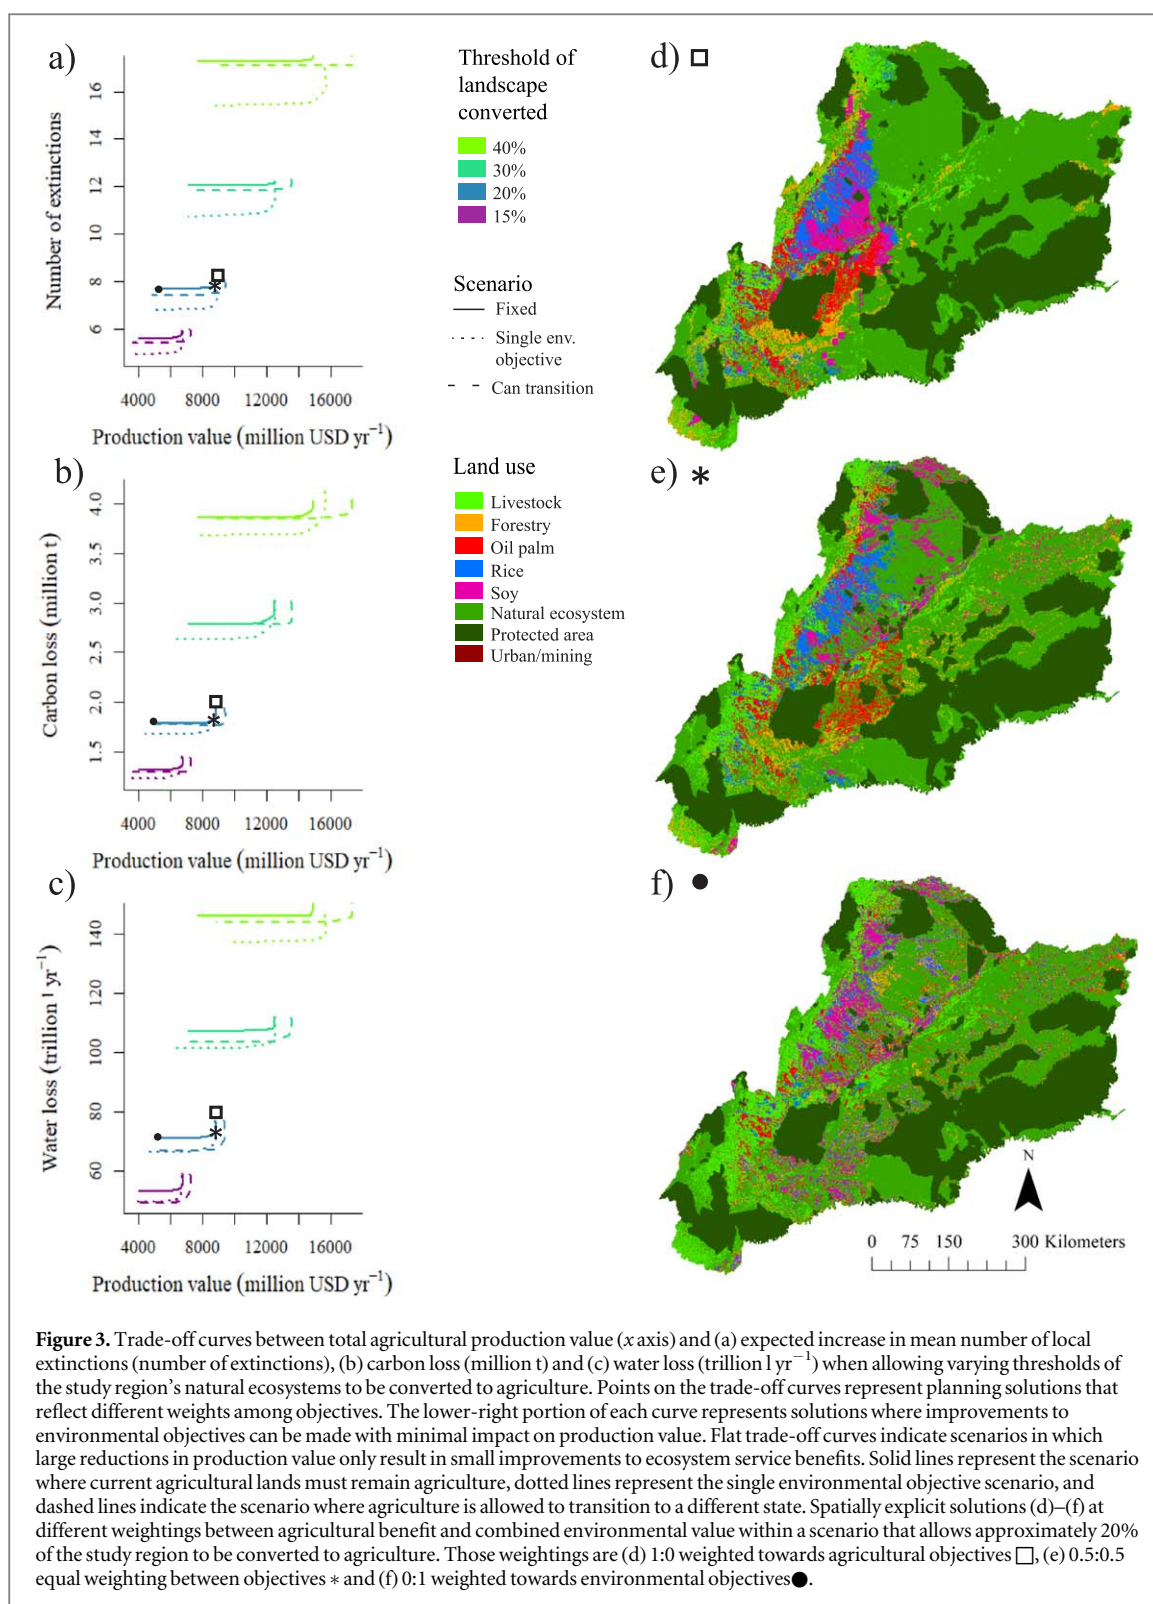 a)
16
14
12
10
8
6
Number of extinctions
4000 8000 12000 16000
Production value (million USD yr⁻¹)
Threshold of
landscape
converted
40%
30%
20%
15%
Scenario
Fixed
Single env.
objective
Can transition
d) □
b)
4.0
3.5
3.0
2.5
2.0
1.5
Carbon loss (million t)
4000 8000 12000 16000
Production value (million USD yr⁻¹)
Land use
Livestock
Forestry
Oil palm
Rice
Soy
Natural ecosystem
Protected area
Urban/mining
e) *
c)
140
120
100
80
60
Water loss (trillion l yr⁻¹)
4000 8000 12000 16000
Production value (million USD yr⁻¹)
f) ●
N
0 75 150 300 Kilometers
Figure 3. Trade-off curves between total agricultural production value (x axis) and (a) expected increase in mean number of local
extinctions (number of extinctions), (b) carbon loss (million t) and (c) water loss (trillion l yr⁻¹) when allowing varying thresholds of
the study region's natural ecosystems to be converted to agriculture. Points on the trade-off curves represent planning solutions that
reflect different weights among objectives. The lower-right portion of each curve represents solutions where improvements to
environmental objectives can be made with minimal impact on production value. Flat trade-off curves indicate scenarios in which
large reductions in production value only result in small improvements to ecosystem service benefits. Solid lines represent the scenario
where current agricultural lands must remain agriculture, dotted lines represent the single environmental objective scenario, and
dashed lines indicate the scenario where agriculture is allowed to transition to a different state. Spatially explicit solutions (d)–(f) at
different weightings between agricultural benefit and combined environmental value within a scenario that allows approximately 20%
of the study region to be converted to agriculture. Those weightings are (d) 1:0 weighted towards agricultural objectives □, (e) 0.5:0.5
equal weighting between objectives * and (f) 0:1 weighted towards environmental objectives●.